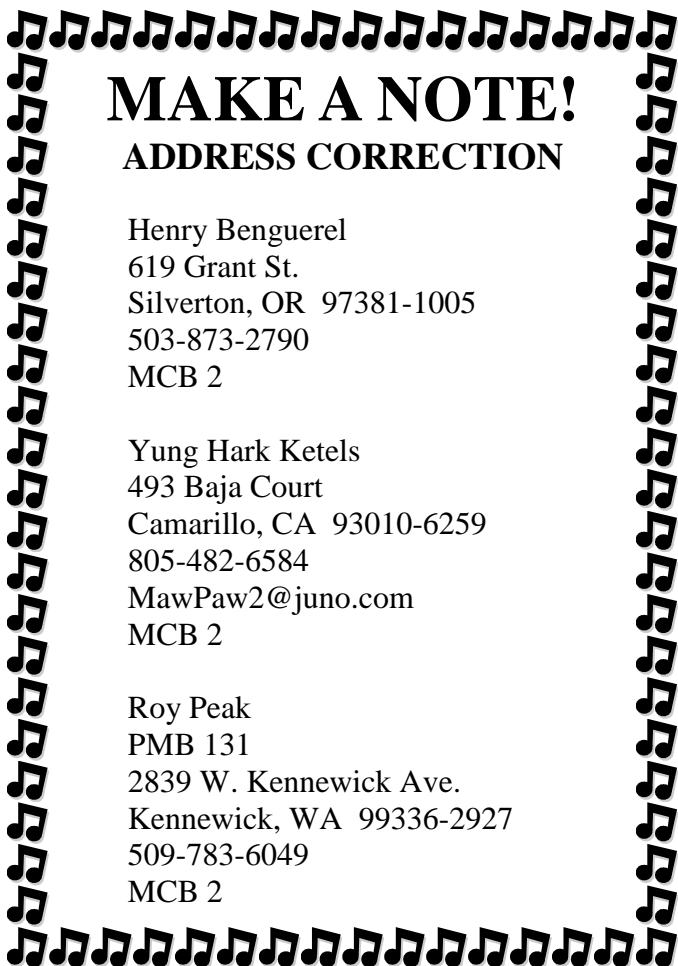 MAKE A NOTE!
ADDRESS CORRECTION
Henry Benguerel
619 Grant St.
Silverton, OR  97381-1005
503-873-2790
MCB 2
Yung Hark Ketels
493 Baja Court
Camarillo, CA  93010-6259
805-482-6584
MawPaw2@juno.com
MCB 2
Roy Peak
PMB 131
2839 W. Kennewick Ave.
Kennewick, WA  99336-2927
509-783-6049
MCB 2